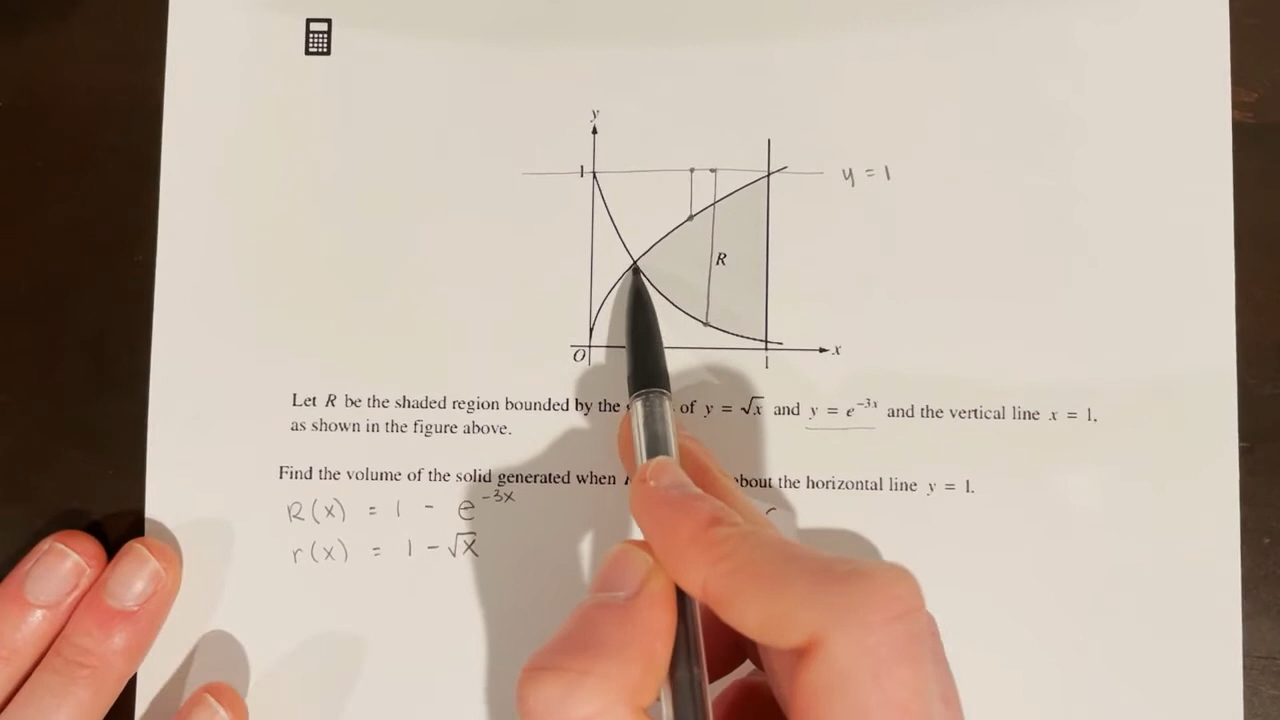 y
1
y = 1
R
O
1
x
Let R be the shaded region bounded by the of y = √x and y = e^{-3x} and the vertical line x = 1,
as shown in the figure above.
Find the volume of the solid generated when about the horizontal line y = 1.
R(x) = 1 - e^{-3x}
r(x) = 1 - √x